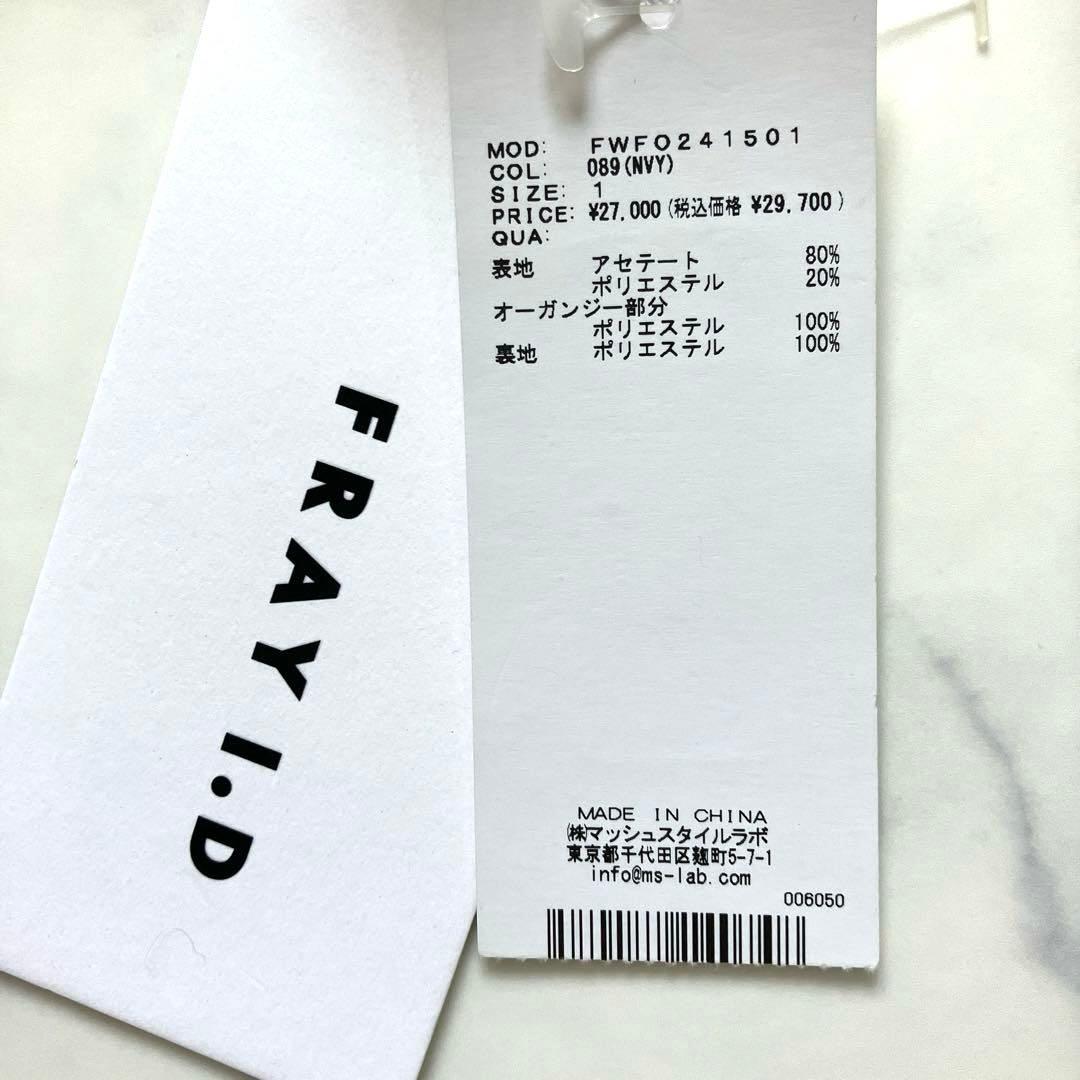 FRAY I.D
MOD: FWFO241501
COL: 089(NVY)
SIZE: 1
PRICE: ¥27,000(税込価格 ¥29,700)
QUA:
表地 アセテート 80%
ポリエステル 20%
オーガンジー部分
ポリエステル 100%
裏地 ポリエステル 100%
MADE IN CHINA
㈱マッシュスタイルラボ
東京都千代田区麹町5-7-1
info@ms-lab.com
006050